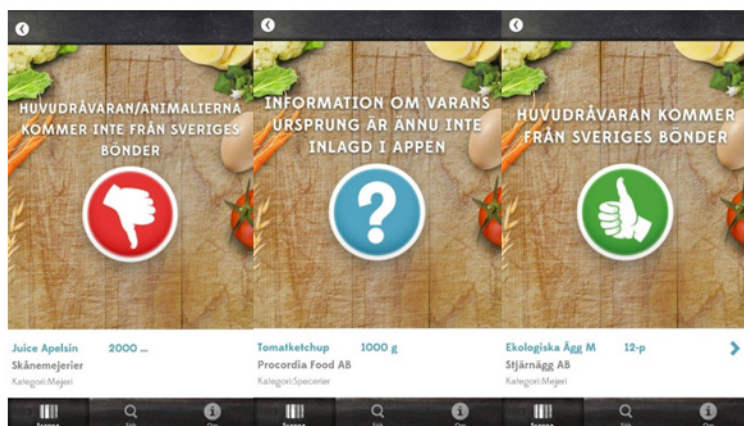 HUVUDRÅVARAN/ANIMALIERNA
KOMMER INTE FRÅN SVERIGES
BÖNDER
Juice Apelsin 2000 ...
Skånemejerier
Kategori:Mejeri
Scanna
Sök
Om
INFORMATION OM VARANS
URSPRUNG ÄR ÄNNU INTE
INLAGD I APPEN
Tomatketchup 1000 g
Procordia Food AB
Kategori:Specerier
Scanna
Sök
Om
HUVUDRÅVARAN KOMMER
FRÅN SVERIGES BÖNDER
Ekologiska Ägg M 12-p
Stjärnägg AB
Kategori:Mejeri
Scanna
Sök
Om